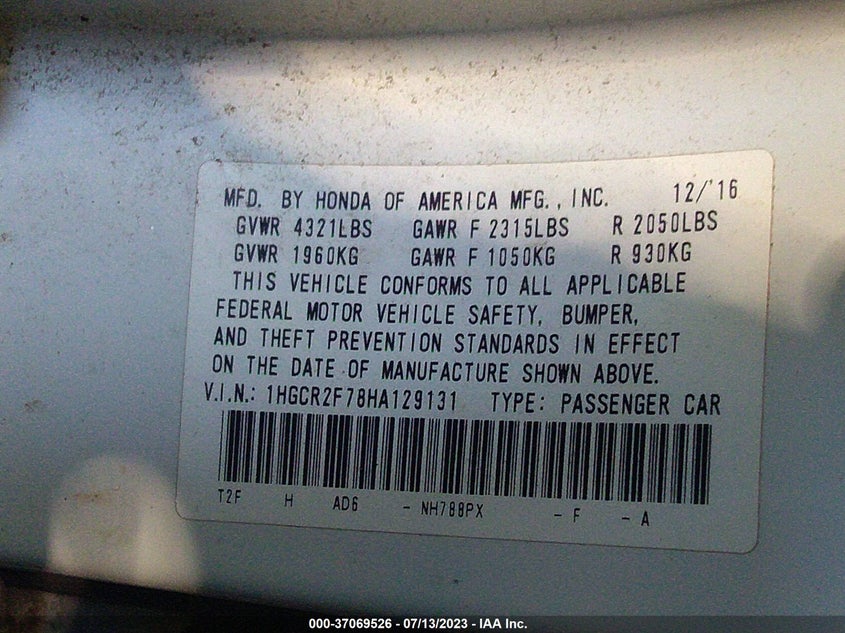 MFD. BY HONDA OF AMERICA MFG., INC. 12/'16
GVWR 4321LBS GAWR F 2315LBS R 2050LBS
GVWR 1960KG GAWR F 1050KG R 930KG
THIS VEHICLE CONFORMS TO ALL APPLICABLE
FEDERAL MOTOR VEHICLE SAFETY, BUMPER,
AND THEFT PREVENTION STANDARDS IN EFFECT
ON THE DATE OF MANUFACTURE SHOWN ABOVE.
V.I.N.: 1HGCR2F78HA129131 TYPE: PASSENGER CAR
T2F H AD6 - NH788PX - F - A
000-37069526 - 07/13/2023 - IAA Inc.